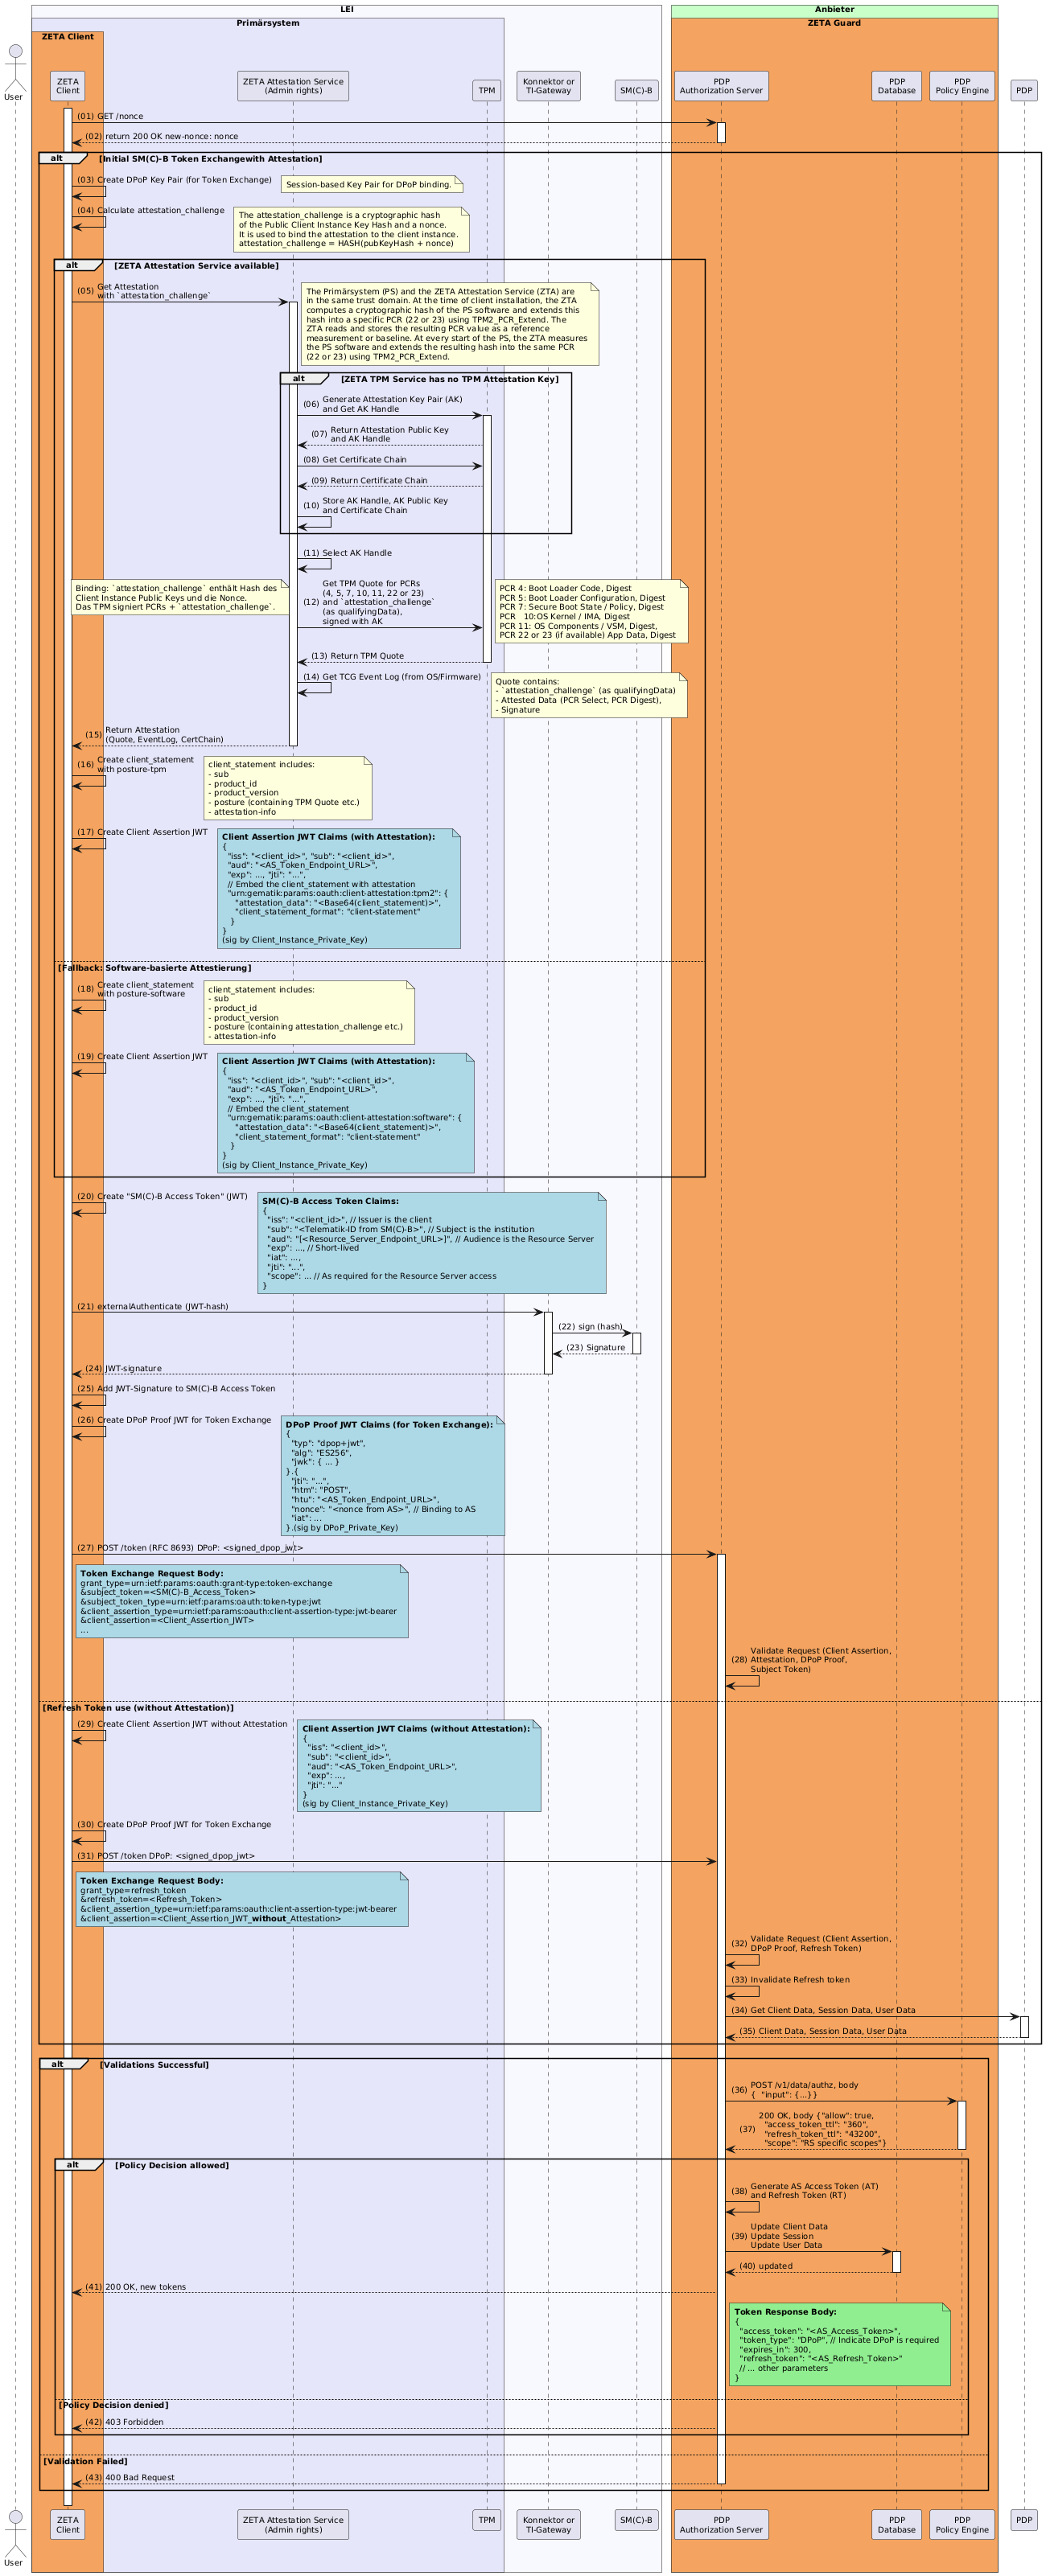 LEI
Anbieter
Primärsystem
ZETA Guard
ZETA Client
User
ZETA
Client
ZETA Attestation Service
(Admin rights)
TPM
Konnektor or
TI-Gateway
SM(C)-B
PDP
Authorization Server
PDP
Database
PDP
Policy Engine
PDP
(01) GET /nonce
(02) return 200 OK new-nonce: nonce
alt [Initial SM(C)-B Token Exchangewith Attestation]
(03) Create DPoP Key Pair (for Token Exchange)
Session-based Key Pair for DPoP binding.
(04) Calculate attestation_challenge
The attestation_challenge is a cryptographic hash
of the Public Client Instance Key Hash and a nonce.
It is used to bind the attestation to the client instance.
attestation_challenge = HASH(pubKeyHash + nonce)
alt [ZETA Attestation Service available]
(05) Get Attestation
with `attestation_challenge`
The Primärsystem (PS) and the ZETA Attestation Service (ZTA) are
in the same trust domain. At the time of client installation, the ZTA
computes a cryptographic hash of the PS software and extends this
hash into a specific PCR (22 or 23) using TPM2_PCR_Extend. The
ZTA reads and stores the resulting PCR value as a reference
measurement or baseline. At every start of the PS, the ZTA measures
the PS software and extends the resulting hash into the same PCR
(22 or 23) using TPM2_PCR_Extend.
alt [ZETA TPM Service has no TPM Attestation Key]
(06) Generate Attestation Key Pair (AK)
and Get AK Handle
(07) Return Attestation Public Key
and AK Handle
(08) Get Certificate Chain
(09) Return Certificate Chain
(10) Store AK Handle, AK Public Key
and Certificate Chain
(11) Select AK Handle
Binding: `attestation_challenge` enthält Hash des
Client Instance Public Keys und die Nonce.
Das TPM signiert PCRs + `attestation_challenge`.
Get TPM Quote for PCRs
(4, 5, 7, 10, 11, 22 or 23)
(12) and `attestation_challenge`
(as qualifyingData),
signed with AK
PCR 4: Boot Loader Code, Digest
PCR 5: Boot Loader Configuration, Digest
PCR 7: Secure Boot State / Policy, Digest
PCR   10:OS Kernel / IMA, Digest
PCR 11: OS Components / VSM, Digest,
PCR 22 or 23 (if available) App Data, Digest
(13) Return TPM Quote
(14) Get TCG Event Log (from OS/Firmware)
Quote contains:
- `attestation_challenge` (as qualifyingData)
- Attested Data (PCR Select, PCR Digest),
- Signature
(15) Return Attestation
(Quote, EventLog, CertChain)
(16) Create client_statement
with posture-tpm
client_statement includes:
- sub
- product_id
- product_version
- posture (containing TPM Quote etc.)
- attestation-info
(17) Create Client Assertion JWT
Client Assertion JWT Claims (with Attestation):
{
"iss": "<client_id>", "sub": "<client_id>",
"aud": "<AS_Token_Endpoint_URL>",
"exp": ..., "jti": "...",
// Embed the client_statement with attestation
"urn:gematik:params:oauth:client-attestation:tpm2": {
"attestation_data": "<Base64(client_statement)>",
"client_statement_format": "client-statement"
}
}
(sig by Client_Instance_Private_Key)
[Fallback: Software-basierte Attestierung]
(18) Create client_statement
with posture-software
client_statement includes:
- sub
- product_id
- product_version
- posture (containing attestation_challenge etc.)
- attestation-info
(19) Create Client Assertion JWT
Client Assertion JWT Claims (with Attestation):
{
"iss": "<client_id>", "sub": "<client_id>",
"aud": "<AS_Token_Endpoint_URL>",
"exp": ..., "jti": "...",
// Embed the client_statement
"urn:gematik:params:oauth:client-attestation:software": {
"attestation_data": "<Base64(client_statement)>",
"client_statement_format": "client-statement"
}
}
(sig by Client_Instance_Private_Key)
(20) Create "SM(C)-B Access Token" (JWT)
SM(C)-B Access Token Claims:
{
"iss": "<client_id>", // Issuer is the client
"sub": "<Telematik-ID from SM(C)-B>", // Subject is the institution
"aud": "[<Resource_Server_Endpoint_URL>]", // Audience is the Resource Server
"exp": ..., // Short-lived
"iat": ...,
"jti": "...",
"scope": ... // As required for the Resource Server access
}
(21) externalAuthenticate (JWT-hash)
(22) sign (hash)
(23) Signature
(24) JWT-signature
(25) Add JWT-Signature to SM(C)-B Access Token
(26) Create DPoP Proof JWT for Token Exchange
DPoP Proof JWT Claims (for Token Exchange):
{
"typ": "dpop+jwt",
"alg": "ES256",
"jwk": { ... }
}.{
"jti": "...",
"htm": "POST",
"htu": "<AS_Token_Endpoint_URL>",
"nonce": "<nonce from AS>", // Binding to AS
"iat": ...
}.(sig by DPoP_Private_Key)
(27) POST /token (RFC 8693) DPoP: <signed_dpop_jwt>
Token Exchange Request Body:
grant_type=urn:ietf:params:oauth:grant-type:token-exchange
&subject_token=<SM(C)-B_Access_Token>
&subject_token_type=urn:ietf:params:oauth:token-type:jwt
&client_assertion_type=urn:ietf:params:oauth:client-assertion-type:jwt-bearer
&client_assertion=<Client_Assertion_JWT>
...
Validate Request (Client Assertion,
(28) Attestation, DPoP Proof,
Subject Token)
[Refresh Token use (without Attestation)]
(29) Create Client Assertion JWT without Attestation
Client Assertion JWT Claims (without Attestation):
{
"iss": "<client_id>",
"sub": "<client_id>",
"aud": "<AS_Token_Endpoint_URL>",
"exp": ...,
"jti": "..."
}
(sig by Client_Instance_Private_Key)
(30) Create DPoP Proof JWT for Token Exchange
(31) POST /token DPoP: <signed_dpop_jwt>
Token Exchange Request Body:
grant_type=refresh_token
&refresh_token=<Refresh_Token>
&client_assertion_type=urn:ietf:params:oauth:client-assertion-type:jwt-bearer
&client_assertion=<Client_Assertion_JWT_without_Attestation>
(32) Validate Request (Client Assertion,
DPoP Proof, Refresh Token)
(33) Invalidate Refresh token
(34) Get Client Data, Session Data, User Data
(35) Client Data, Session Data, User Data
alt [Validations Successful]
(36) POST /v1/data/authz, body
{  "input": {...}}
200 OK, body {"allow": true,
(37) "access_token_ttl": "360",
"refresh_token_ttl": "43200",
"scope": "RS specific scopes"}
alt [Policy Decision allowed]
(38) Generate AS Access Token (AT)
and Refresh Token (RT)
Update Client Data
(39) Update Session
Update User Data
(40) updated
(41) 200 OK, new tokens
Token Response Body:
{
"access_token": "<AS_Access_Token>",
"token_type": "DPoP", // Indicate DPoP is required
"expires_in": 300,
"refresh_token": "<AS_Refresh_Token>"
// ... other parameters
}
[Policy Decision denied]
(42) 403 Forbidden
[Validation Failed]
(43) 400 Bad Request
User
ZETA
Client
ZETA Attestation Service
(Admin rights)
TPM
Konnektor or
TI-Gateway
SM(C)-B
PDP
Authorization Server
PDP
Database
PDP
Policy Engine
PDP